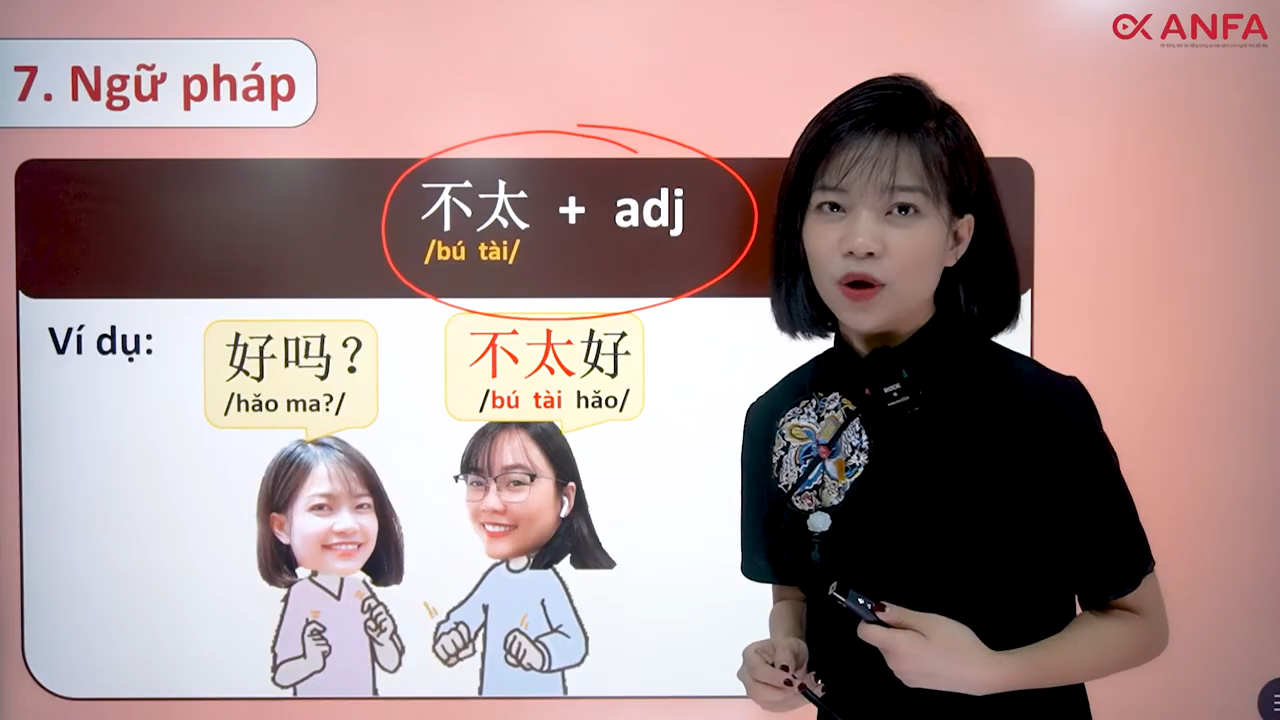 ANFA
7. Ngữ pháp
不太 + adj
/bú tài/
Ví dụ:
好吗?
/hǎo ma?/
不太好
/bú tài hǎo/